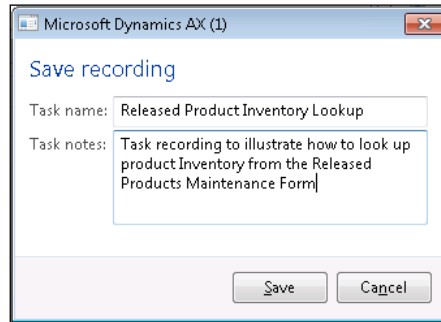 Microsoft Dynamics AX (1)
Save recording
Task name: Released Product Inventory Lookup
Task notes: Task recording to illustrate how to look up
product Inventory from the Released
Products Maintenance Form
Save Cancel